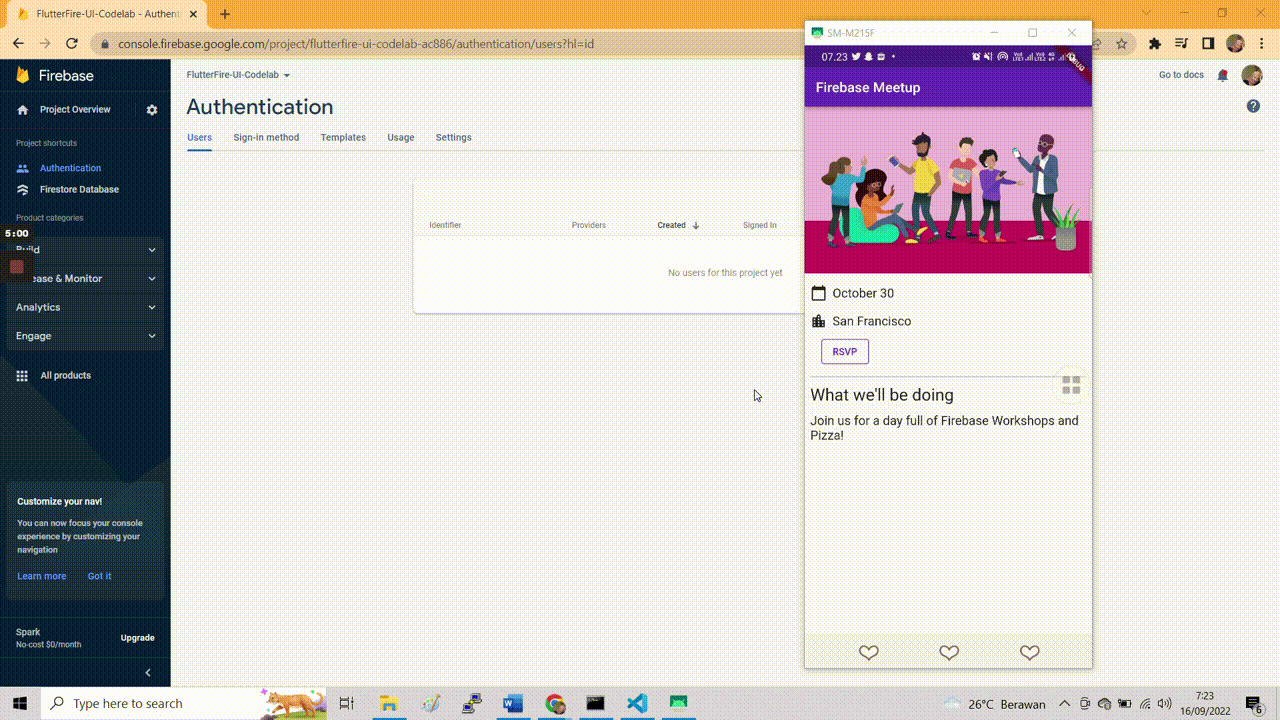 FlutterFire-UI-Codelab - Authent
console.firebase.google.com/project/flutterfire-ui-codelab-ac886/authentication/users?hl=id
Firebase
Project Overview
Project shortcuts
Authentication
Firestore Database
Product categories
5:00
Build
ease & Monitor
Analytics
Engage
All products
Customize your nav!
You can now focus your console
experience by customizing your
navigation
Learn more Got it
Spark
No-cost $0/month
Upgrade
FlutterFire-UI-Codelab
Go to docs
Authentication
Users Sign-in method Templates Usage Settings
Identifier Providers Created Signed In
No users for this project yet
SM-M215F
07.23
Firebase Meetup
October 30
San Francisco
RSVP
What we'll be doing
Join us for a day full of Firebase Workshops and
Pizza!
Type here to search
26°C Berawan
7:23
16/09/2022
6